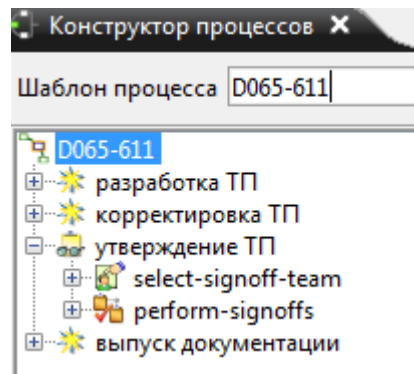 Конструктор процессов
Шаблон процесса D065-611
D065-611
разработка ТП
корректировка ТП
утверждение ТП
select-signoff-team
perform-signoffs
выпуск документации